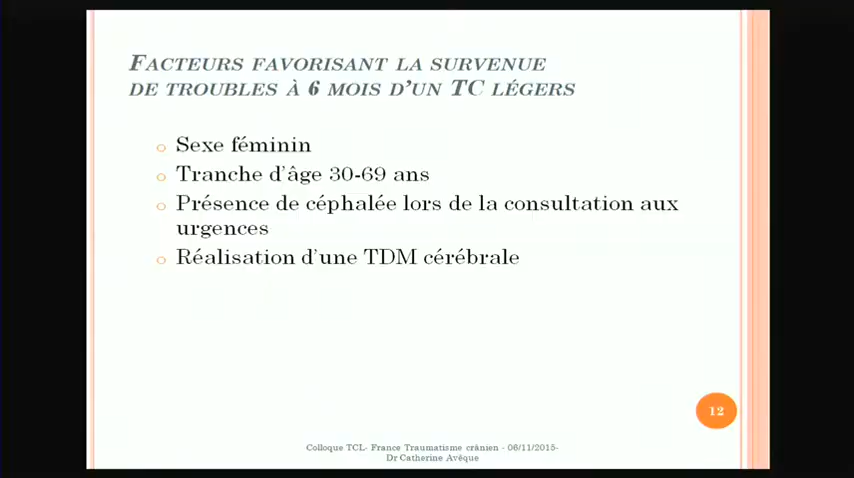 FACTEURS FAVORISANT LA SURVENUE
DE TROUBLES À 6 MOIS D'UN TC LÉGERS
Sexe féminin
Tranche d'âge 30-69 ans
Présence de céphalée lors de la consultation aux
urgences
Réalisation d'une TDM cérébrale
12
Colloque TCL- France Traumatisme crânien - 06/11/2015-
Dr Catherine Avêque